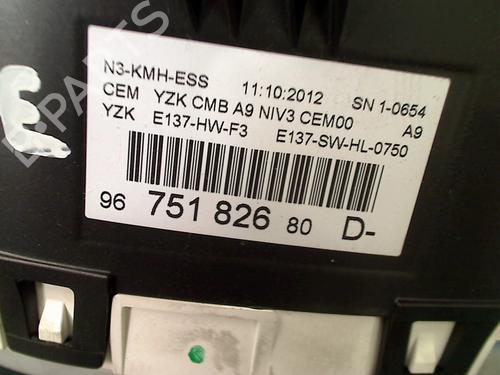 N3-KMH-ESS 11:10:2012 SN 1-0654
CEM YZK CMB A9 NIV3 CEM00 A9
YZK E137-HW-F3 E137-SW-HL-0750
96 751 826 80 D-
E
B-PARTS